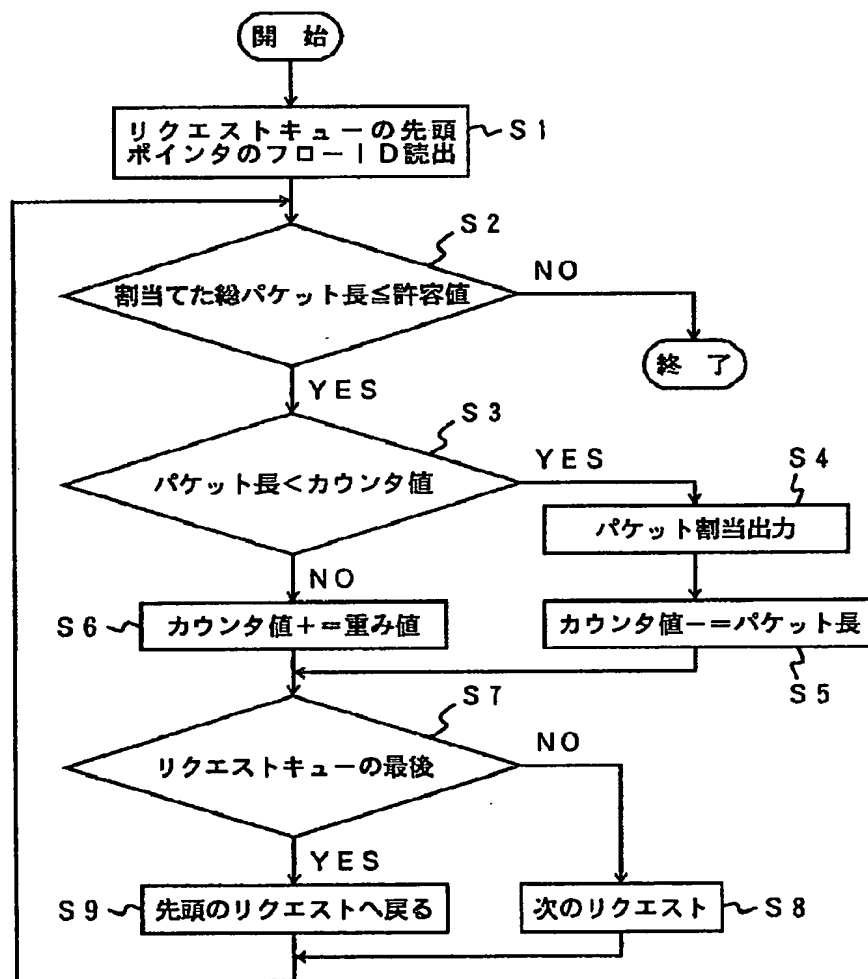 開 始
リクエストキューの先頭
ポインタのフローID読出
S1
S2
割当てた総パケット長≦許容値
NO
終 了
YES
S3
パケット長<カウンタ値
YES
S4
パケット割当出力
NO
S6
カウンタ値+=重み値
カウンタ値-=パケット長
S5
S7
リクエストキューの最後
NO
YES
S9
先頭のリクエストへ戻る
次のリクエスト
S8